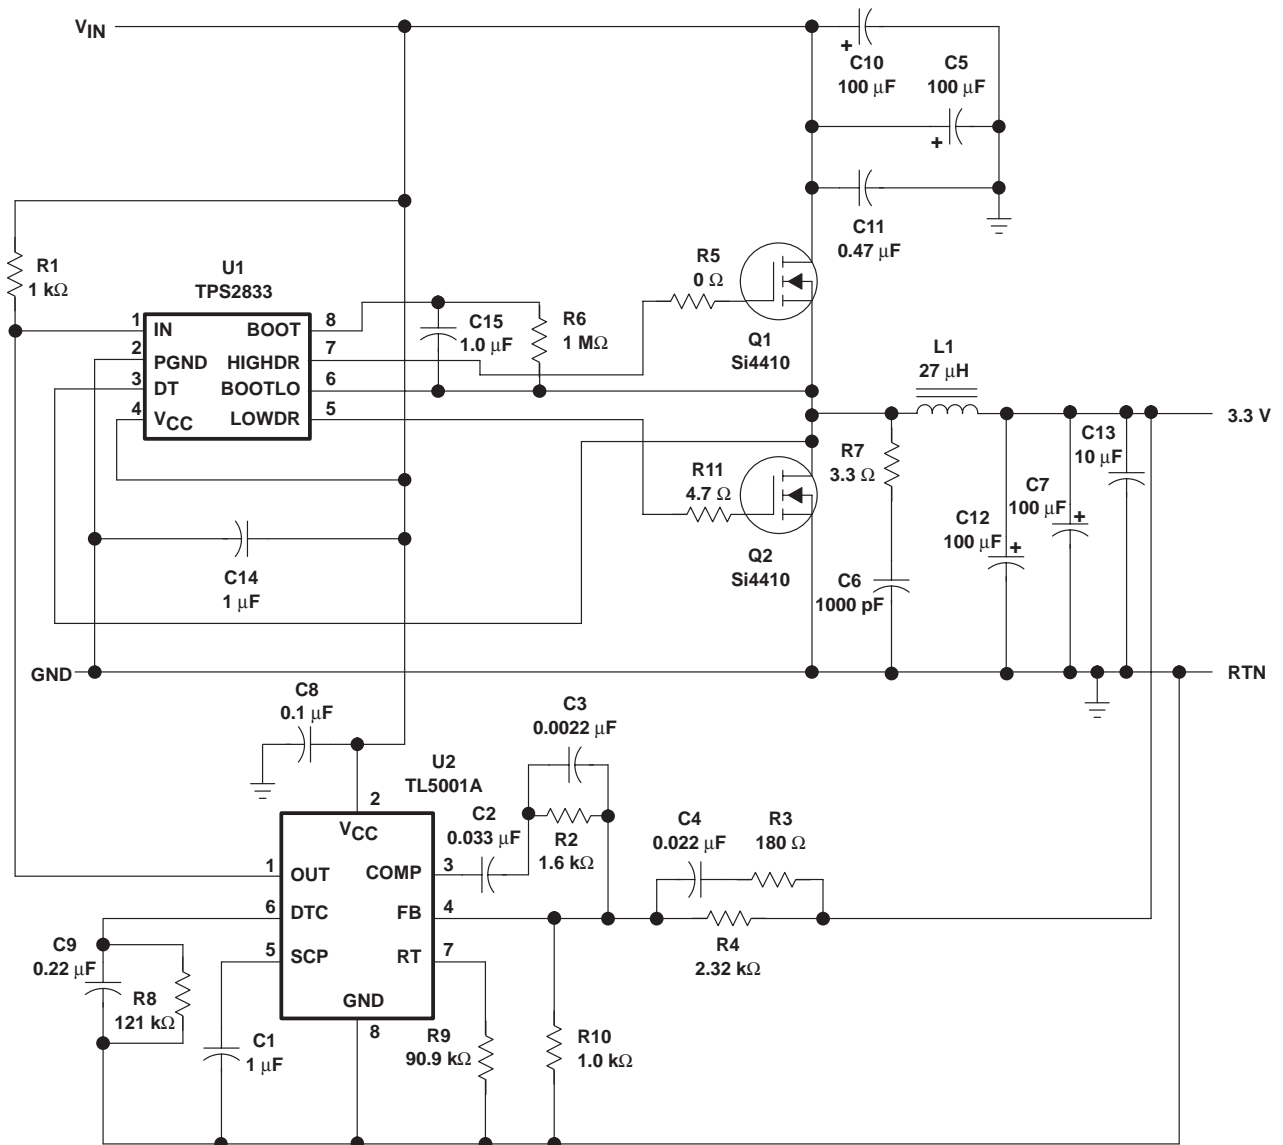 VIN
+
C10
100 μF
C5
100 μF
+
C11
0.47 μF
R1
1 kΩ
U1
TPS2833
1 IN BOOT 8
2 PGND HIGHDR 7
3 DT BOOTLO 6
4 VCC LOWDR 5
C15
1.0 μF
R6
1 MΩ
R5
0 Ω
Q1
Si4410
L1
27 μH
3.3 V
R11
4.7 Ω
Q2
Si4410
R7
3.3 Ω
C6
1000 pF
C12
100 μF
+
C7
100 μF
+
C13
10 μF
C14
1 μF
GND
RTN
C8
0.1 μF
C3
0.0022 μF
U2
TL5001A
2
VCC
1 OUT COMP 3
6 DTC FB 4
5 SCP RT 7
GND
8
C2
0.033 μF
R2
1.6 kΩ
C4
0.022 μF
R3
180 Ω
R4
2.32 kΩ
C9
0.22 μF
R8
121 kΩ
C1
1 μF
R9
90.9 kΩ
R10
1.0 kΩ